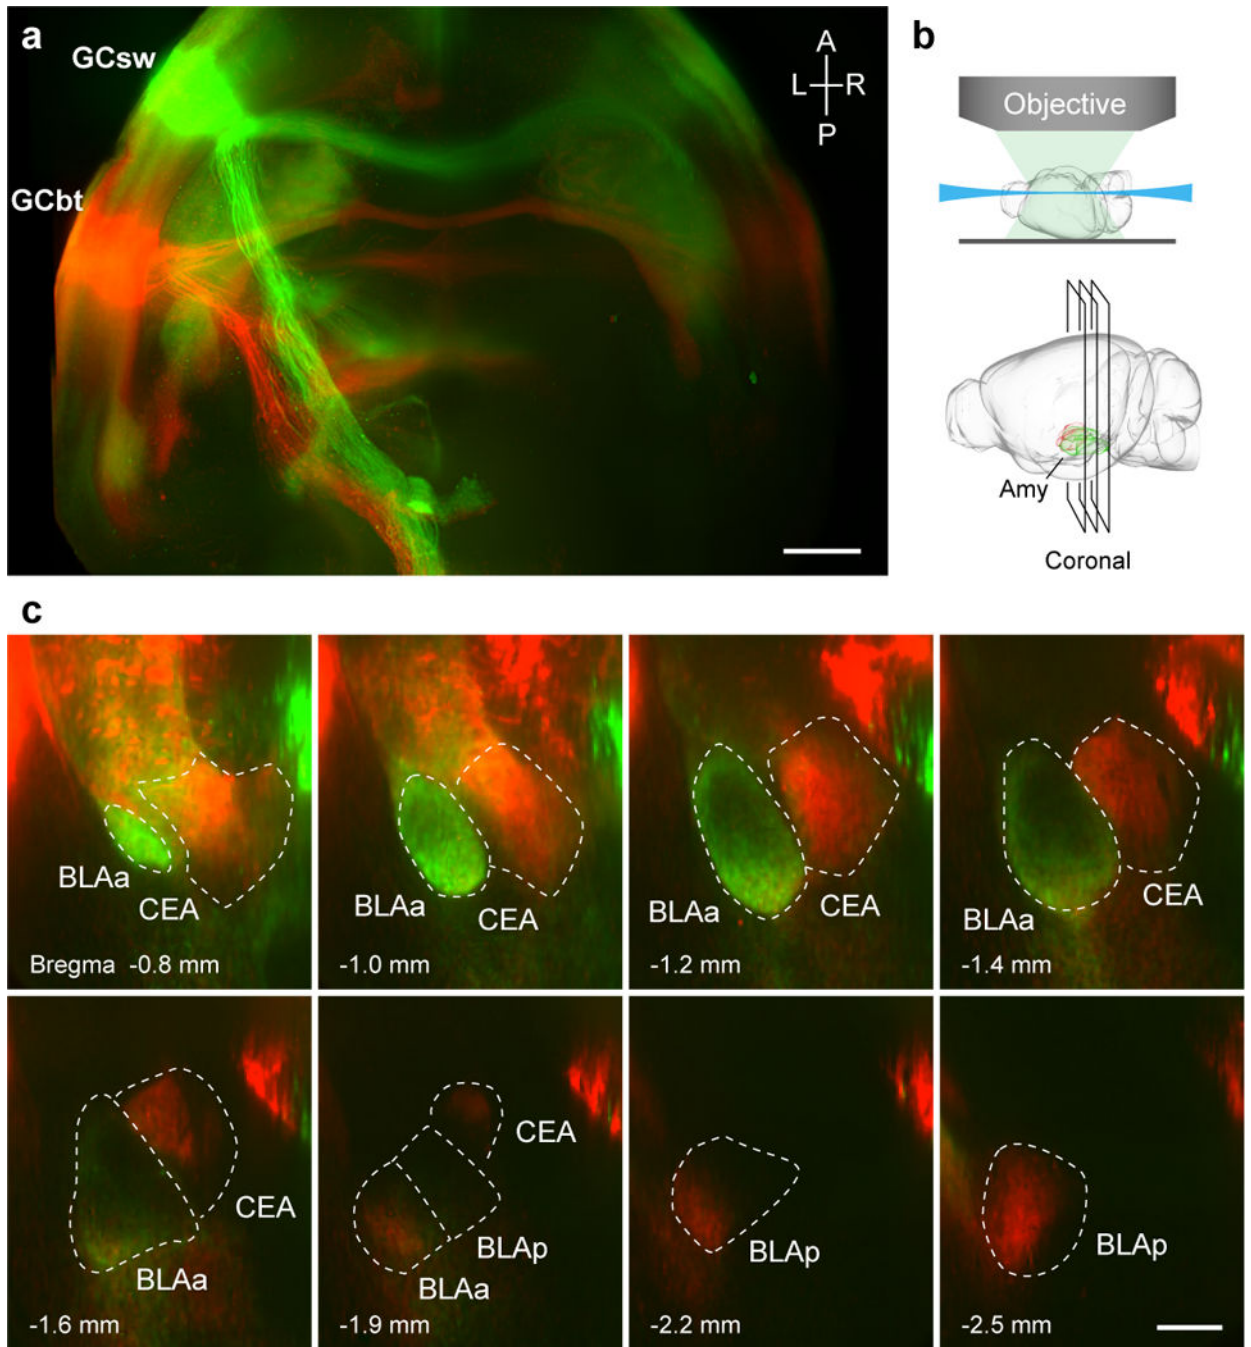 a
GCsw
GCbt
A
L R
P
b
Objective
Amy
Coronal
c
BLAa
CEA
Bregma -0.8 mm
BLAa
CEA
-1.0 mm
BLAa
CEA
-1.2 mm
BLAa
CEA
-1.4 mm
CEA
BLAa
-1.6 mm
CEA
BLAp
BLAa
-1.9 mm
BLAp
-2.2 mm
BLAp
-2.5 mm